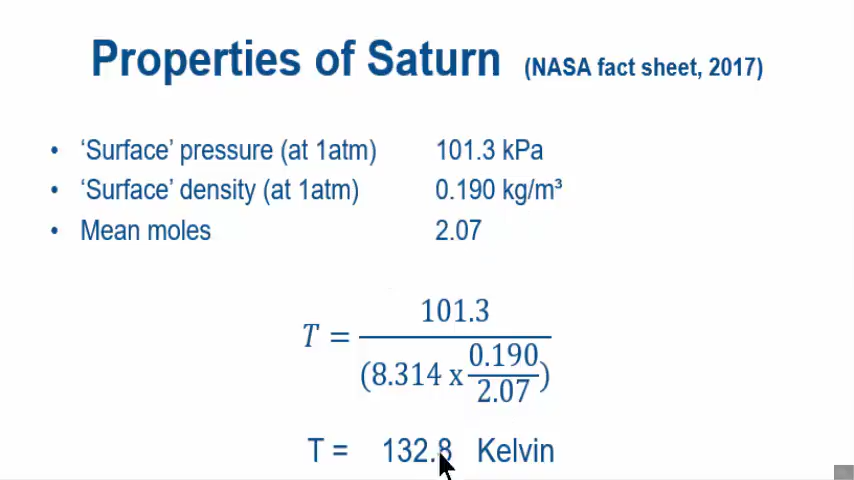 Properties of Saturn (NASA fact sheet, 2017)
• ‘Surface’ pressure (at 1atm) 101.3 kPa
• ‘Surface’ density (at 1atm) 0.190 kg/m³
• Mean moles 2.07
101.3
T =
0.190
(8.314 x )
2.07
T = 132.8 Kelvin